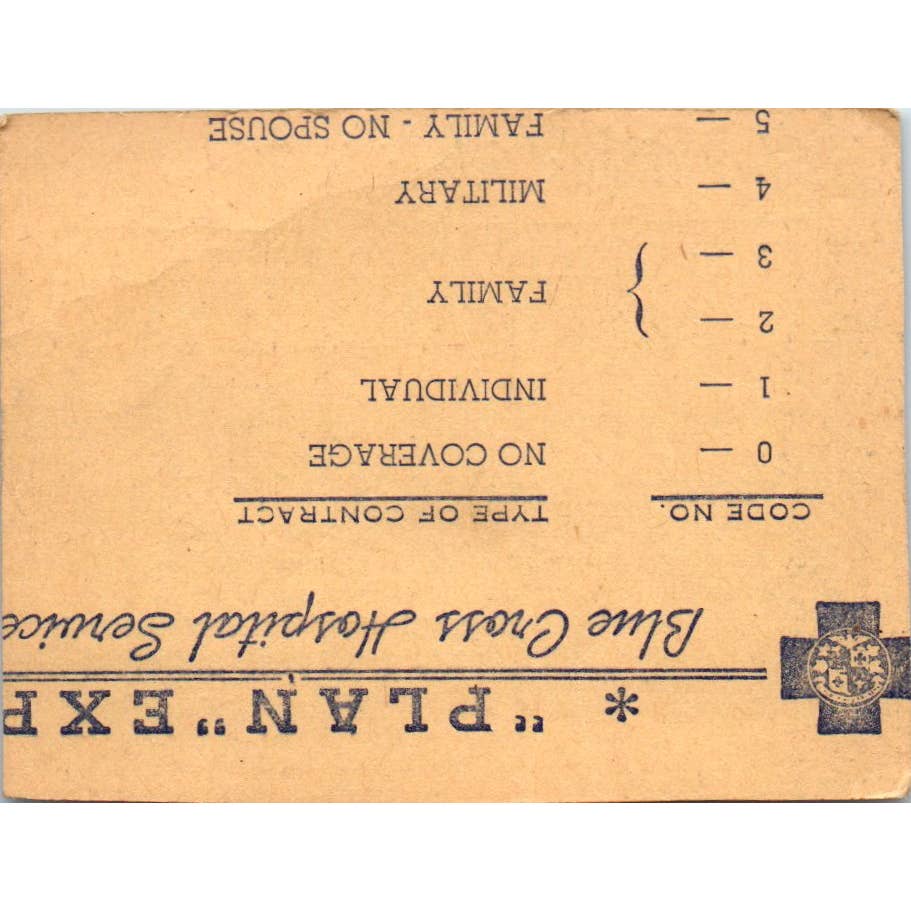 * "PLAN" EXP
Blue Cross Hospital Service
CODE NO. TYPE OF CONTRACT
0 — NO COVERAGE
1 — INDIVIDUAL
2 — } FAMILY
3 —
4 — MILITARY
5 — FAMILY - NO SPOUSE